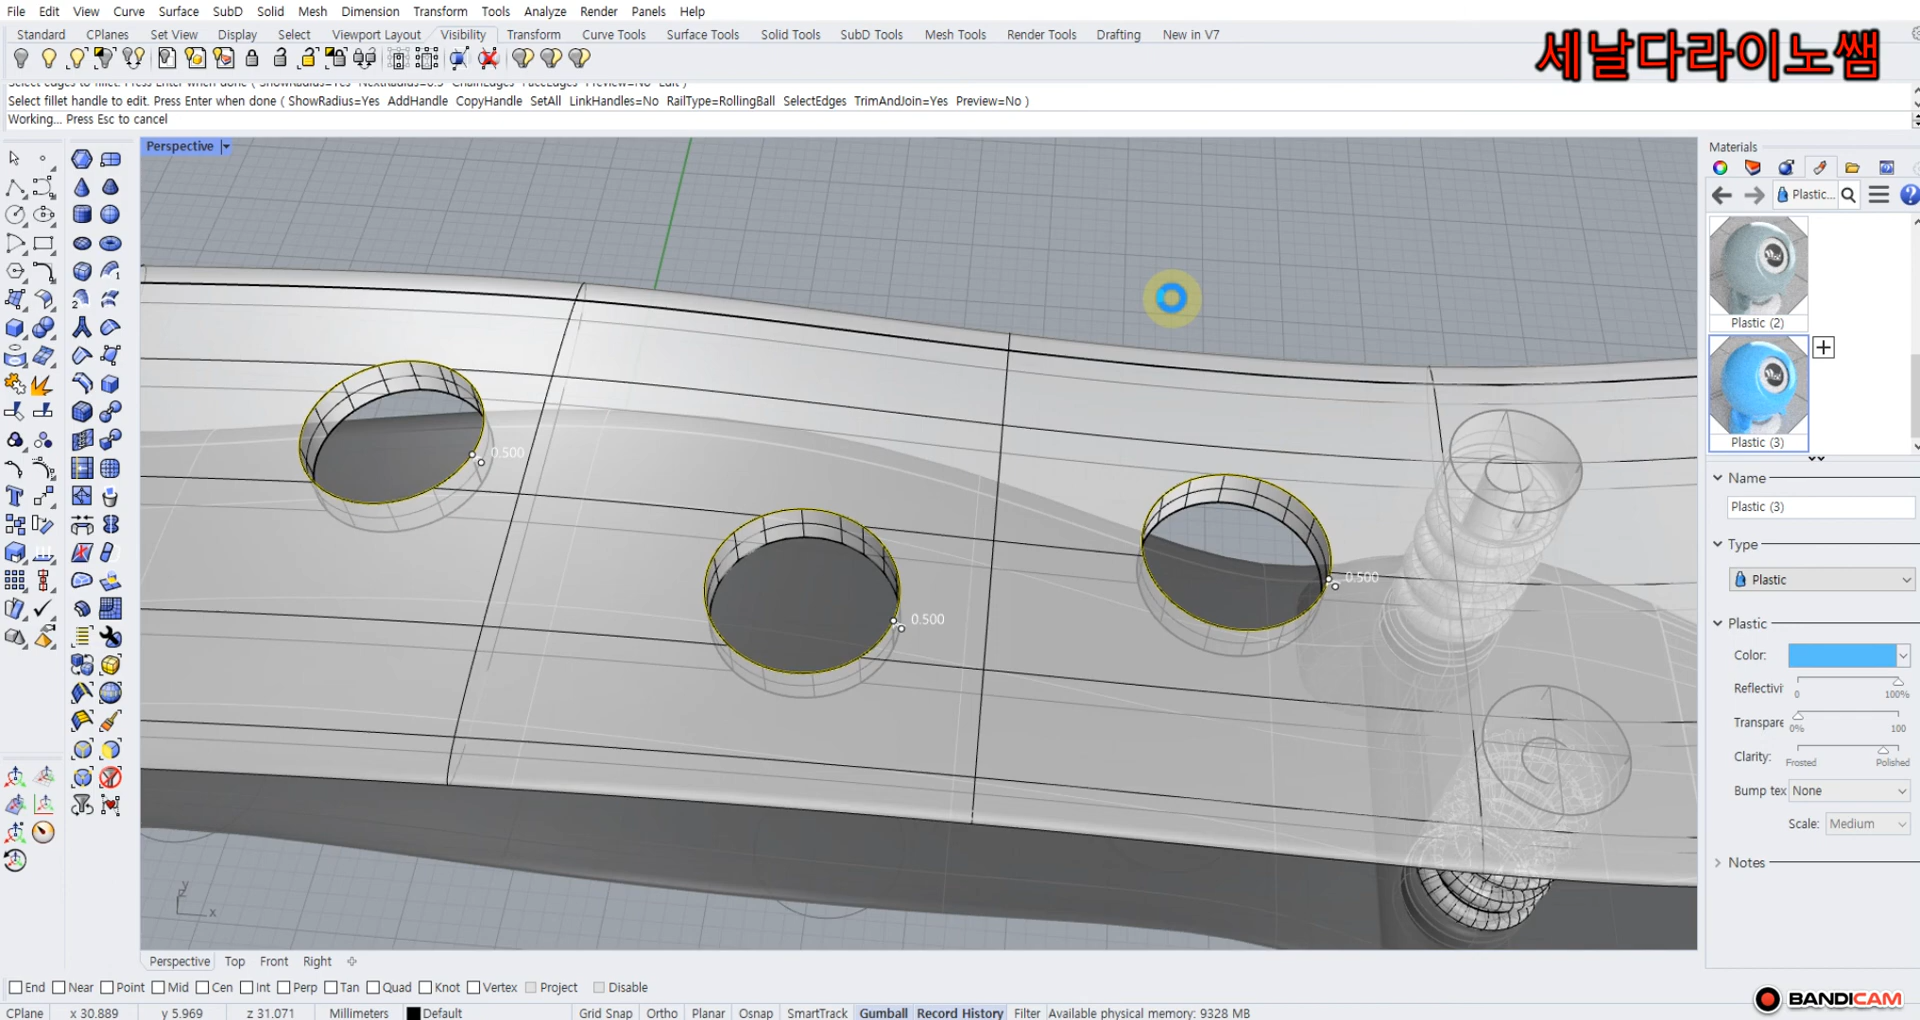 File Edit View Curve Surface SubD Solid Mesh Dimension Transform Tools Analyze Render Panels Help
Standard CPlanes Set View Display Select Viewport Layout Visibility Transform Curve Tools Surface Tools Solid Tools SubD Tools Mesh Tools Render Tools Drafting New in V7
세날다라이노쌤
Select fillet handle to edit. Press Enter when done ( ShowRadius=Yes AddHandle CopyHandle SetAll LinkHandles=No RailType=RollingBall SelectEdges TrimAndJoin=Yes Preview=No )
Working... Press Esc to cancel
Perspective
Materials
Plastic...
Plastic (2)
Plastic (3)
0.500
0.500
0.500
Name
Plastic (3)
Type
Plastic
Plastic
Color:
Reflectivi
0 100%
Transpare
0% 100
Clarity:
Frosted Polished
Bump tex None
Scale: Medium
Notes
y
z
x
Perspective Top Front Right
End Near Point Mid Cen Int Perp Tan Quad Knot Vertex Project Disable
CPlane x 30.889 y 5.969 z 31.071 Millimeters Default Grid Snap Ortho Planar Osnap SmartTrack Gumball Record History Filter Available physical memory: 9328 MB
BANDICAM